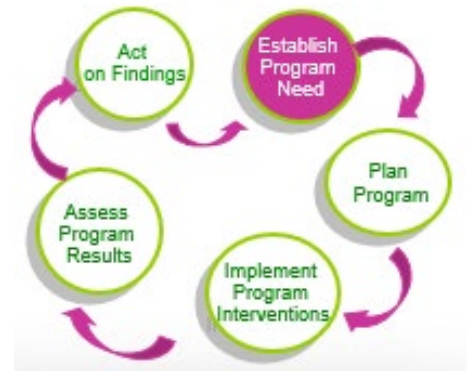 Act
on Findings
Establish
Program
Need
Plan
Program
Implement
Program
Interventions
Assess
Program
Results